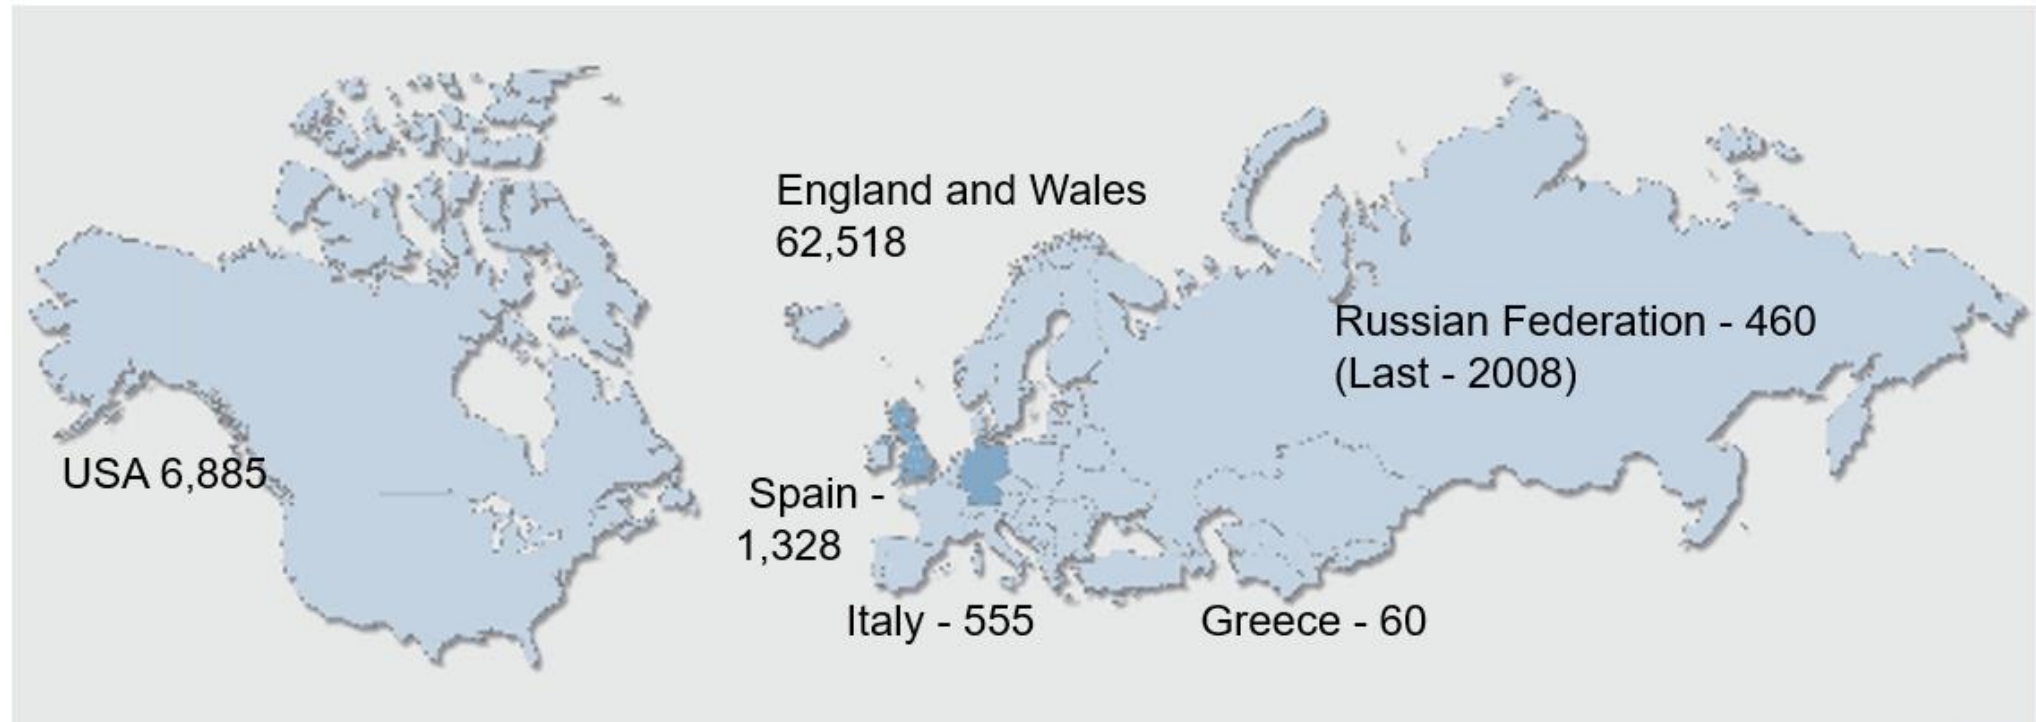 England and Wales
62,518
Russian Federation - 460
(Last - 2008)
USA 6,885
Spain -
1,328
Italy - 555
Greece - 60